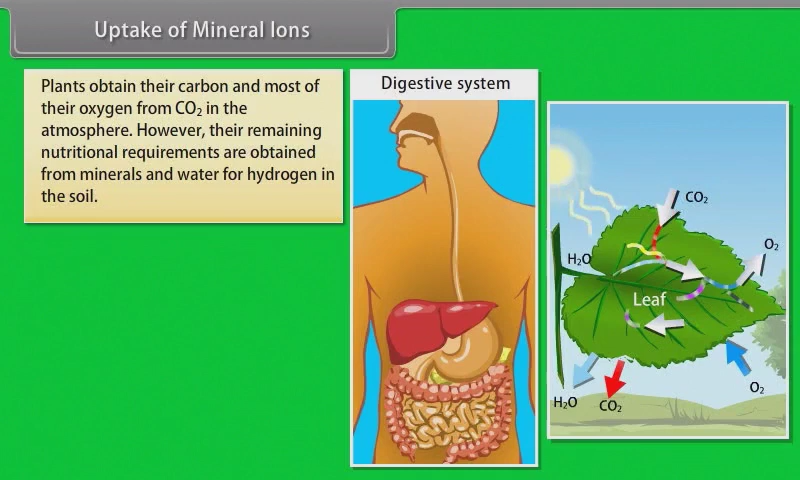 Uptake of Mineral Ions
Plants obtain their carbon and most of
their oxygen from CO₂ in the
atmosphere. However, their remaining
nutritional requirements are obtained
from minerals and water for hydrogen in
the soil.
Digestive system
CO₂
O₂
H₂O
Leaf
O₂
H₂O
CO₂